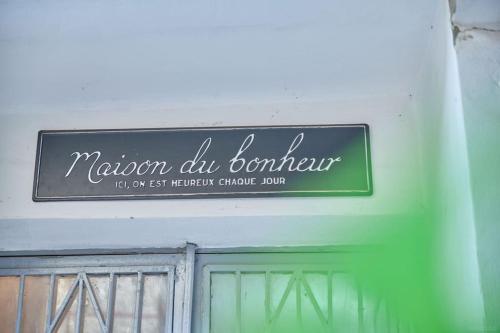 Maison du bonheur
ICI, ON EST HEUREUX CHAQUE JOUR